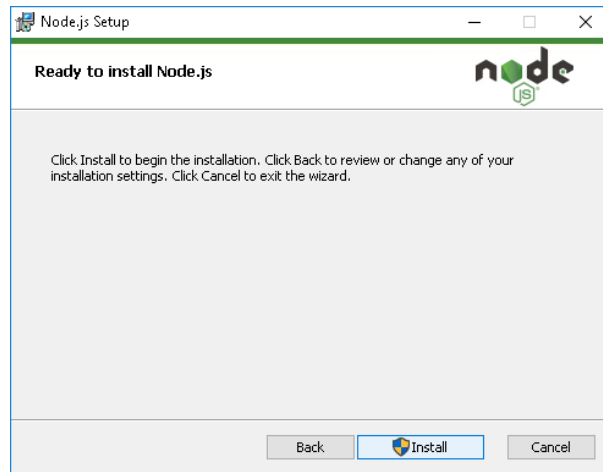 Node.js Setup
Ready to install Node.js
node
JS
Click Install to begin the installation. Click Back to review or change any of your
installation settings. Click Cancel to exit the wizard.
Back Install Cancel